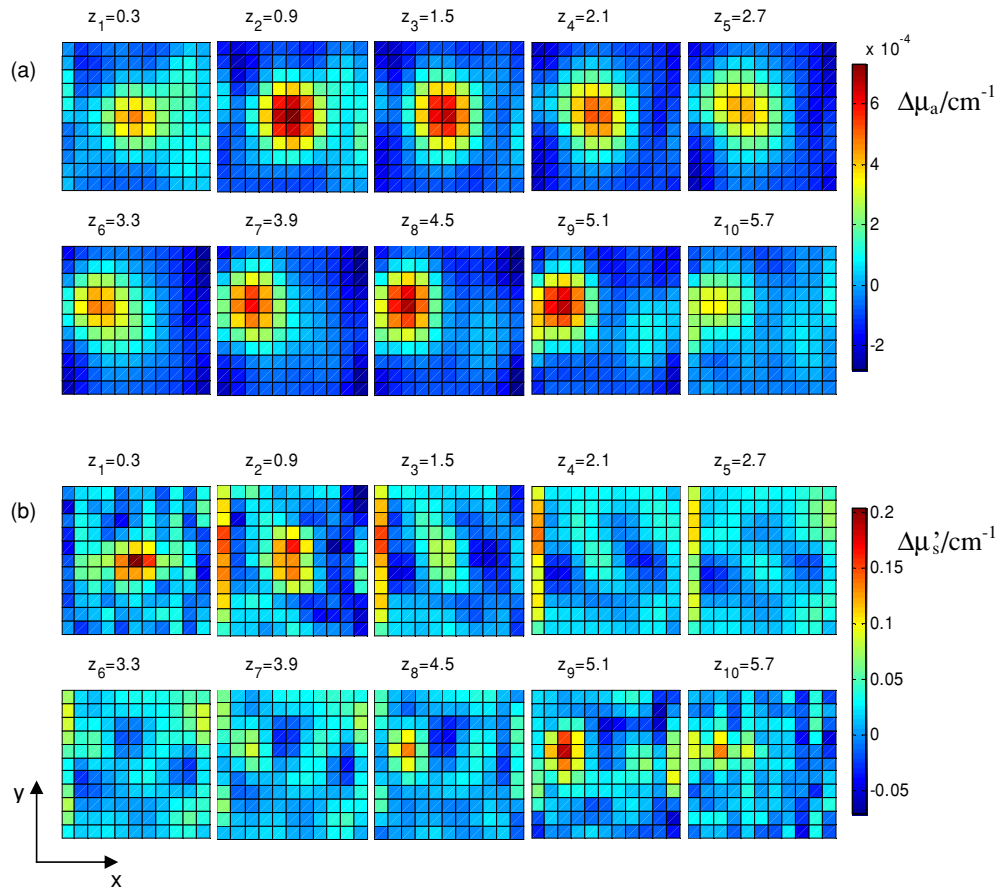 z1=0.3 z2=0.9 z3=1.5 z4=2.1 z5=2.7
x 10-4
(a)
Δμa/cm-1
6
4
2
0
-2
z6=3.3 z7=3.9 z8=4.5 z9=5.1 z10=5.7
z1=0.3 z2=0.9 z3=1.5 z4=2.1 z5=2.7
(b)
Δμs'/cm-1
0.2
0.15
0.1
0.05
0
-0.05
z6=3.3 z7=3.9 z8=4.5 z9=5.1 z10=5.7
y
x